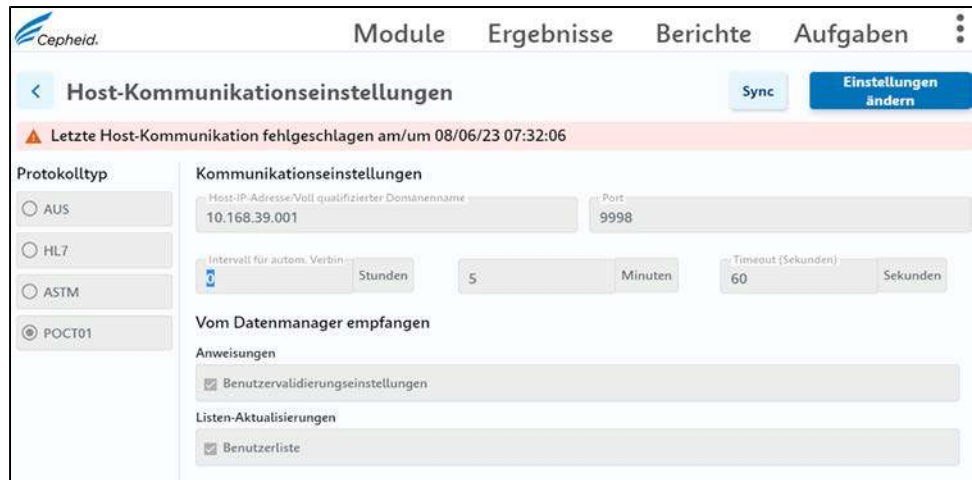 Cepheid.
Module Ergebnisse Berichte Aufgaben
Host-Kommunikationseinstellungen
Sync
Einstellungen
ändern
Letzte Host-Kommunikation fehlgeschlagen am/um 08/06/23 07:32:06
Protokolltyp
AUS
HL7
ASTM
POCT01
Kommunikationseinstellungen
Host-IP-Adresse/Voll qualifizierter Domänenname
10.168.39.001
Port
9998
Intervall für autom. Verbin
0 Stunden
5 Minuten
Timeout (Sekunden)
60 Sekunden
Vom Datenmanager empfangen
Anweisungen
Benutzervalidierungseinstellungen
Listen-Aktualisierungen
Benutzerliste